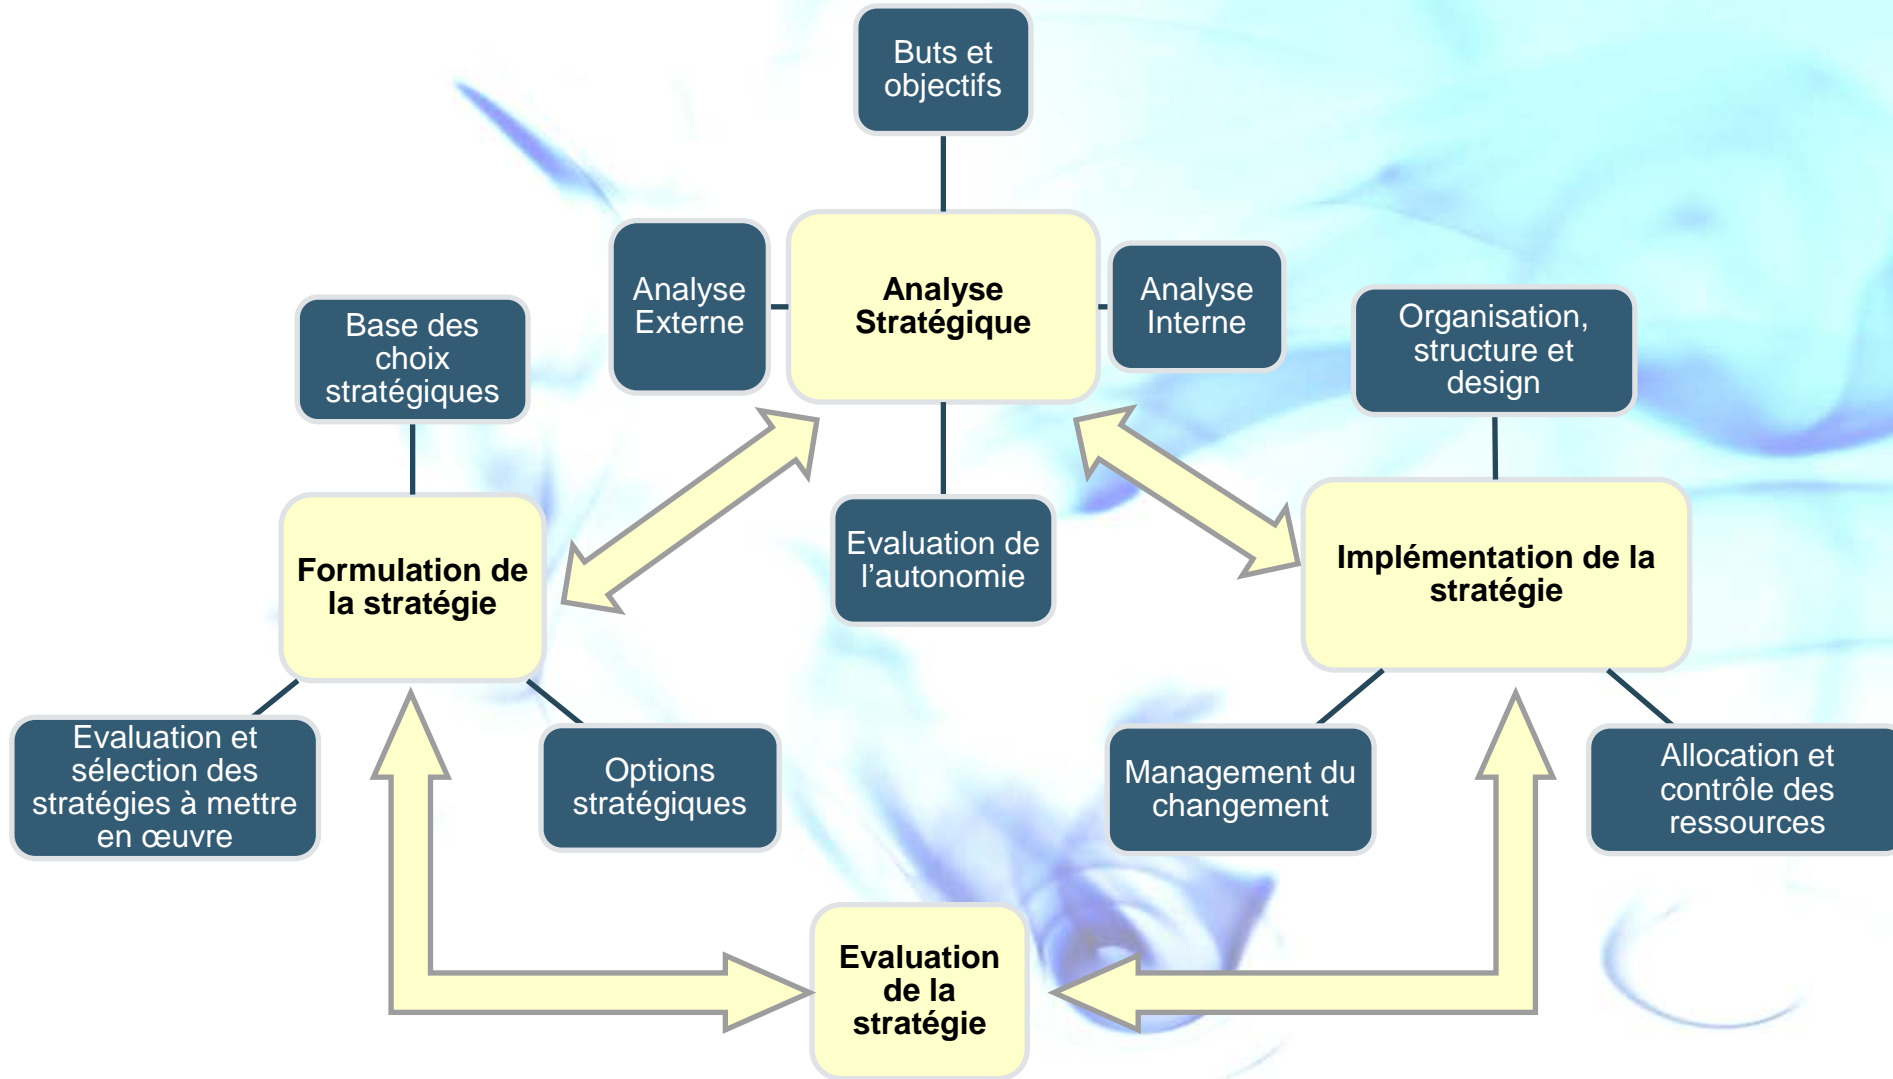 Buts et
objectifs
Analyse
Externe
Analyse
Stratégique
Analyse
Interne
Base des
choix
stratégiques
Organisation,
structure et
design
Formulation de
la stratégie
Evaluation de
l’autonomie
Implémentation de la
stratégie
Evaluation et
sélection des
stratégies à mettre
en œuvre
Options
stratégiques
Management du
changement
Allocation et
contrôle des
ressources
Evaluation
de la
stratégie